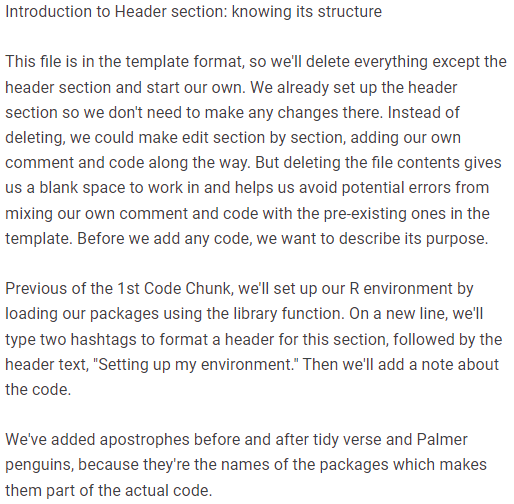 Introduction to Header section: knowing its structure
This file is in the template format, so we'll delete everything except the
header section and start our own. We already set up the header
section so we don't need to make any changes there. Instead of
deleting, we could make edit section by section, adding our own
comment and code along the way. But deleting the file contents gives
us a blank space to work in and helps us avoid potential errors from
mixing our own comment and code with the pre-existing ones in the
template. Before we add any code, we want to describe its purpose.
Previous of the 1st Code Chunk, we'll set up our R environment by
loading our packages using the library function. On a new line, we'll
type two hashtags to format a header for this section, followed by the
header text, "Setting up my environment." Then we'll add a note about
the code.
We've added apostrophes before and after tidy verse and Palmer
penguins, because they're the names of the packages which makes
them part of the actual code.